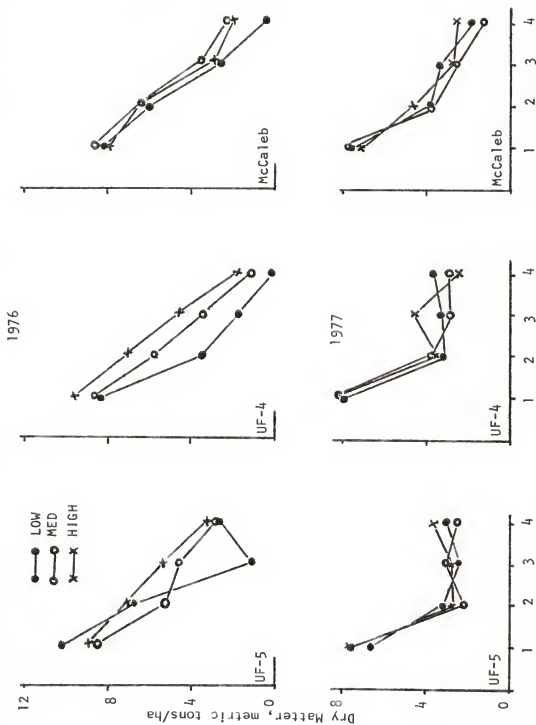 1976
LOW
MED
HIGH
12
8
4
0
UF-5
UF-4
McCaleb
1977
8
4
0
UF-5
UF-4
McCaleb
1 2 3 4
1 2 3 4
1 2 3 4
Dry Matter, metric tons/ha